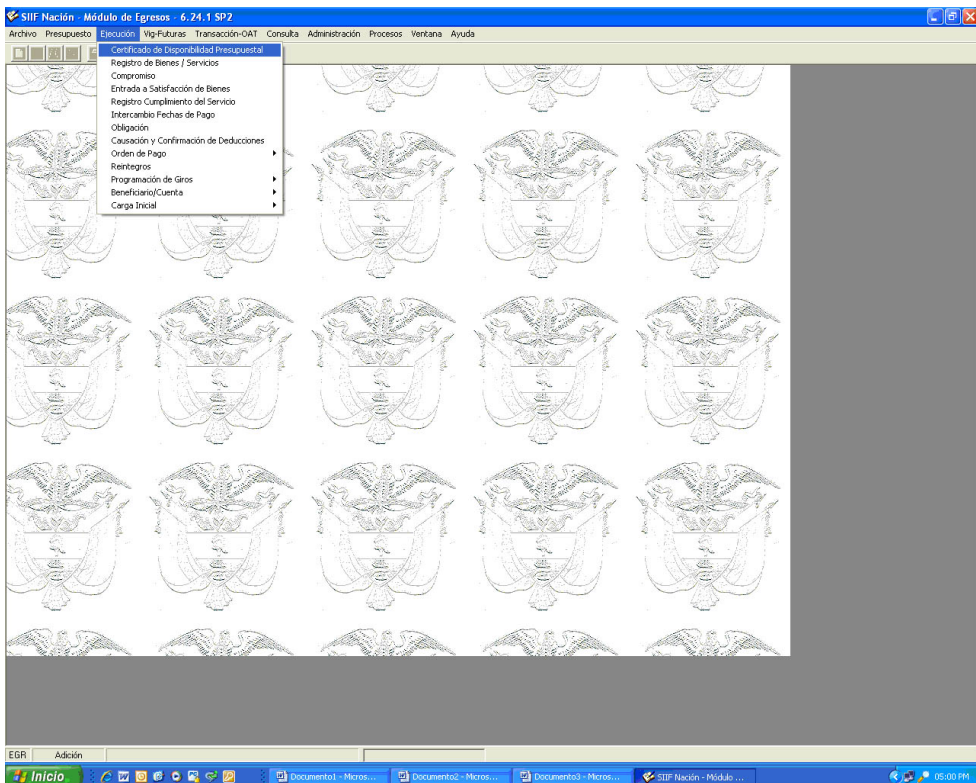 SIIF Nación - Módulo de Egresos - 6.24.1 SP2
Archivo Presupuesto Ejecución Vig-Futuras Transacción-OAT Consulta Administración Procesos Ventana Ayuda
Certificado de Disponibilidad Presupuestal
Registro de Bienes / Servicios
Compromiso
Entrada a Satisfacción de Bienes
Registro Cumplimiento del Servicio
Intercambio Fechas de Pago
Obligación
Causación y Confirmación de Deducciones
Orden de Pago
Reintegros
Programación de Giros
Beneficiario/Cuenta
Carga Inicial
EGR Adición
Inicio Documento1 - Micros... Documento2 - Micros... Documento3 - Micros... SIIF Nación - Módulo ... 05:00 PM